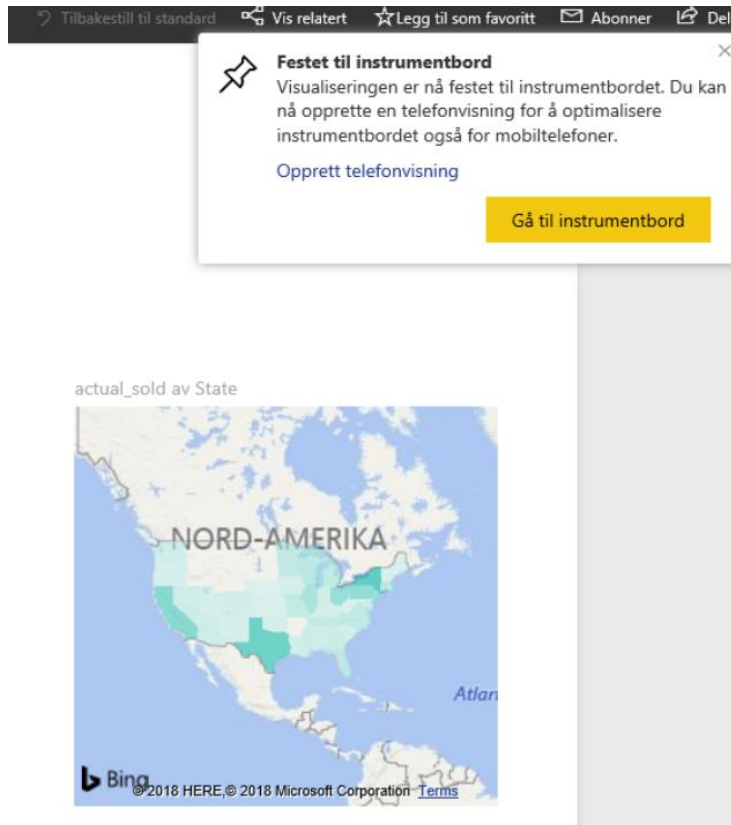 Tilbakestill til standard Vis relatert Legg til som favoritt Abonner Del
Festet til instrumentbord
Visualiseringen er nå festet til instrumentbordet. Du kan
nå opprette en telefonvisning for å optimalisere
instrumentbordet også for mobiltelefoner.
Opprett telefonvisning
Gå til instrumentbord
actual_sold av State
NORD-AMERIKA
Atlan
Bing
© 2018 HERE,© 2018 Microsoft Corporation Terms